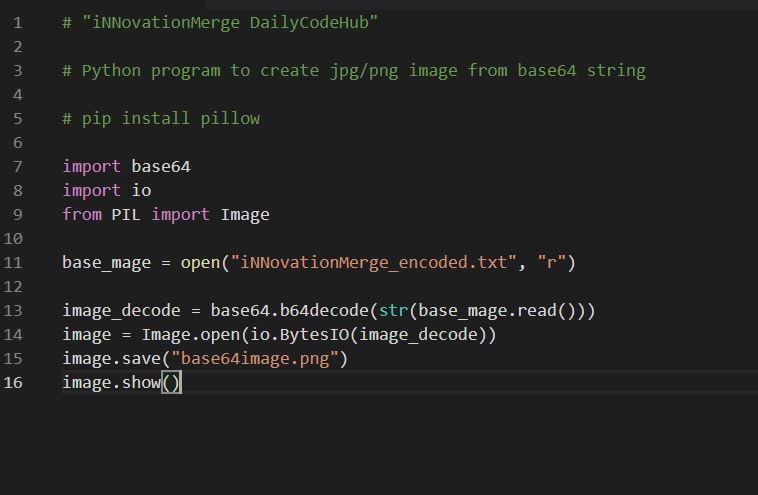 1 # "iNNovationMerge DailyCodeHub"
2
3 # Python program to create jpg/png image from base64 string
4
5 # pip install pillow
6
7 import base64
8 import io
9 from PIL import Image
10
11 base_mage = open("iNNovationMerge_encoded.txt", "r")
12
13 image_decode = base64.b64decode(str(base_mage.read()))
14 image = Image.open(io.BytesIO(image_decode))
15 image.save("base64image.png")
16 image.show()